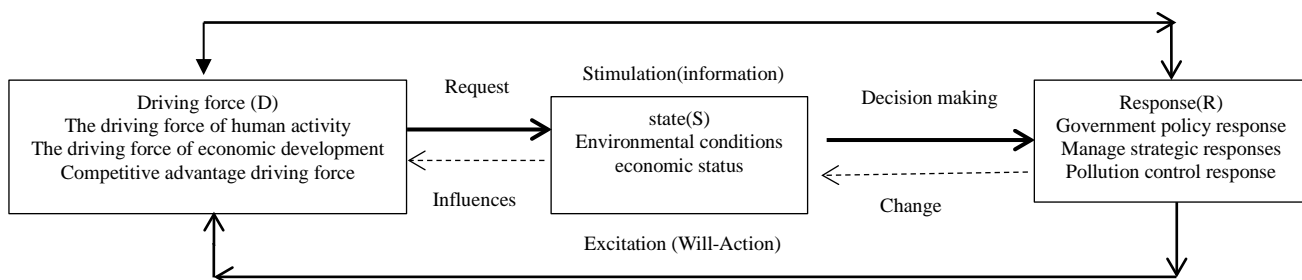 Stimulation(information)
Request
Decision making
Driving force (D)
The driving force of human activity
The driving force of economic development
Competitive advantage driving force
state(S)
Environmental conditions
economic status
Response(R)
Government policy response
Manage strategic responses
Pollution control response
Influences
Change
Excitation (Will-Action)